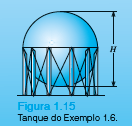 H
Figura 1.15
Tanque do Exemplo 1.6.